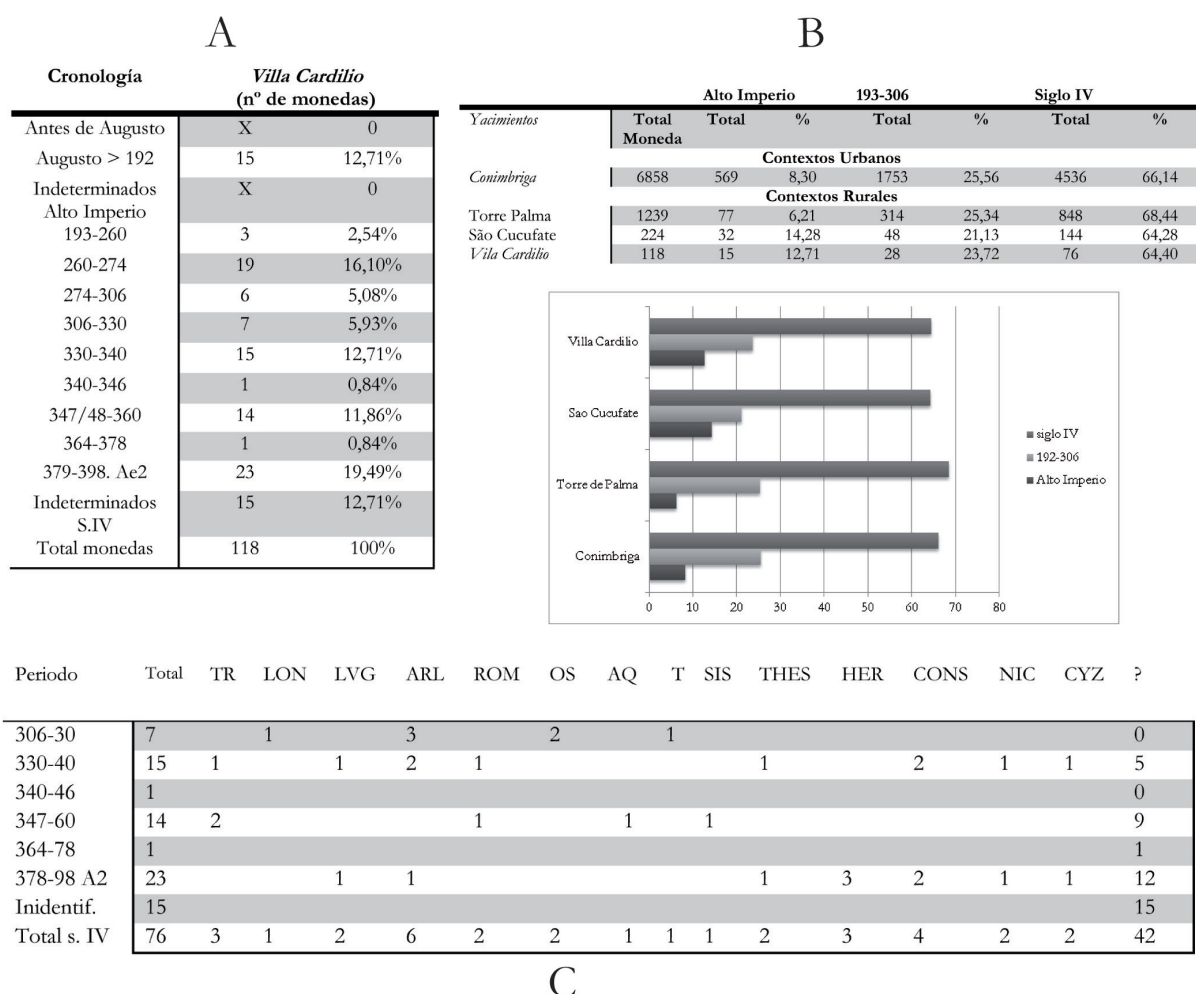 A
Cronología Villa Cardilio
(nº de monedas)
Antes de Augusto X 0
Augusto > 192 15 12,71%
Indeterminados X 0
Alto Imperio
193-260 3 2,54%
260-274 19 16,10%
274-306 6 5,08%
306-330 7 5,93%
330-340 15 12,71%
340-346 1 0,84%
347/48-360 14 11,86%
364-378 1 0,84%
379-398. Ae2 23 19,49%
Indeterminados 15 12,71%
S.IV
Total monedas 118 100%
B
Alto Imperio 193-306 Siglo IV
Yacimientos Total Total % Total % Total %
Moneda
Contextos Urbanos
Conimbriga 6858 569 8,30 1753 25,56 4536 66,14
Contextos Rurales
Torre Palma 1239 77 6,21 314 25,34 848 68,44
São Cucufate 224 32 14,28 48 21,13 144 64,28
Vila Cardilio 118 15 12,71 28 23,72 76 64,40
Villa Cardilio
Sao Cucufate
Torre de Palma
Conimbriga
0 10 20 30 40 50 60 70 80
siglo IV
192-306
Alto Imperio
Periodo Total TR LON LVG ARL ROM OS AQ T SIS THES HER CONS NIC CYZ ?
306-30 7 1 3 2 1 0
330-40 15 1 1 2 1 1 2 1 1 5
340-46 1 0
347-60 14 2 1 1 1 9
364-78 1 1
378-98 A2 23 1 1 1 3 2 1 1 12
Inidentif. 15 15
Total s. IV 76 3 1 2 6 2 2 1 1 1 2 3 4 2 2 42
C